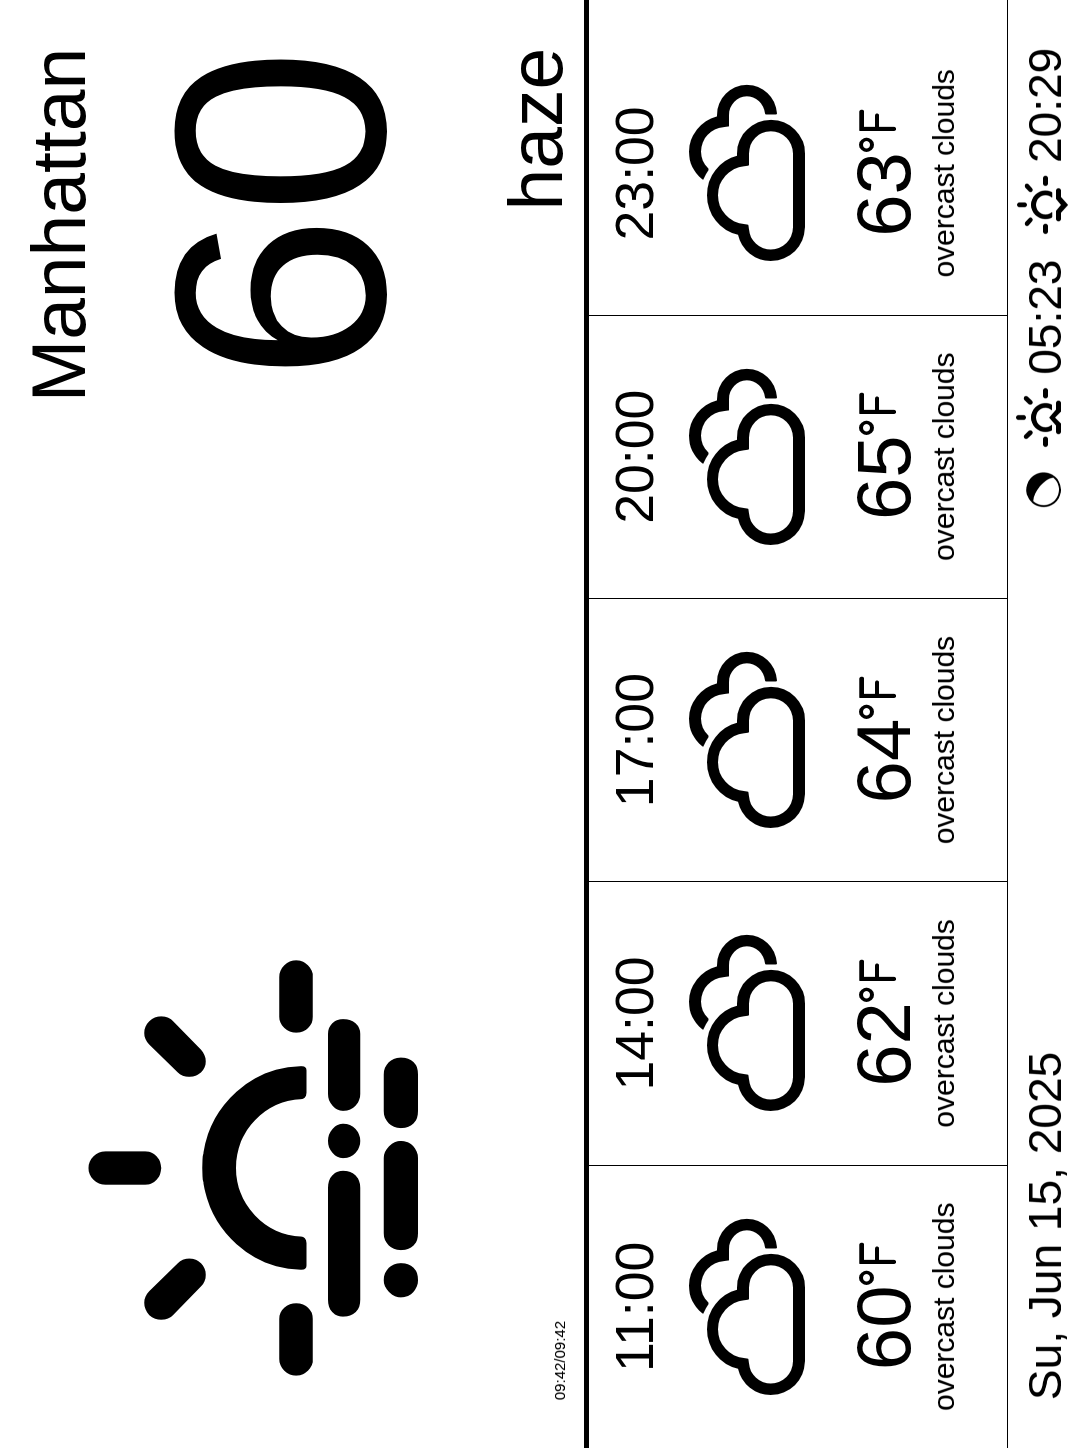 Manhattan
60
haze
09:42/09:42
11:00 14:00 17:00 20:00 23:00
60°F 62°F 64°F 65°F 63°F
overcast clouds overcast clouds overcast clouds overcast clouds overcast clouds
Su, Jun 15, 2025 05:23 20:29